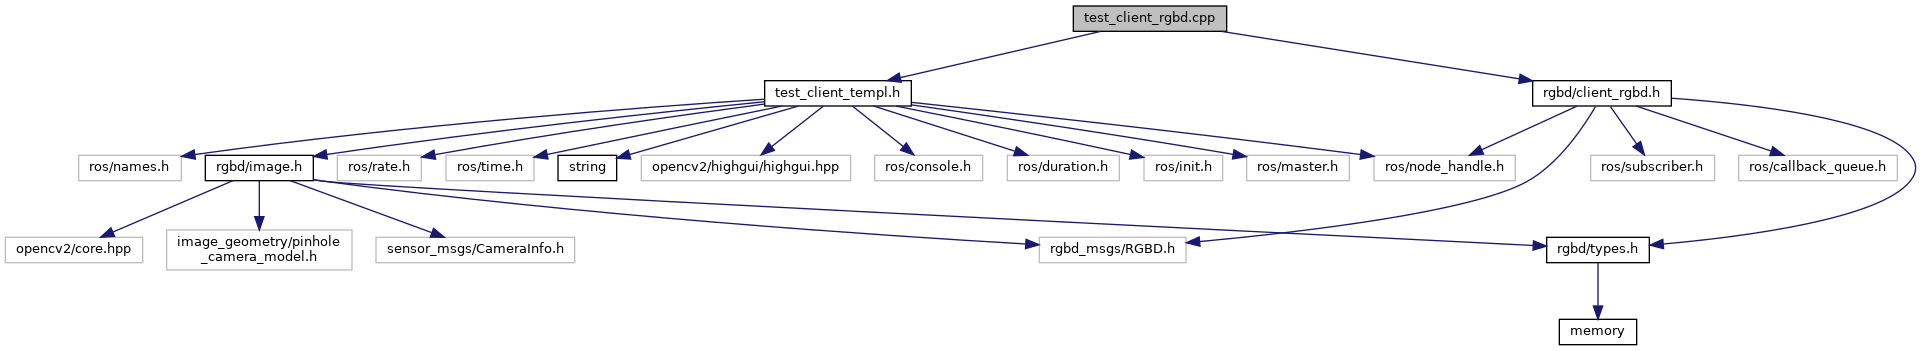 test_client_rgbd.cpp
test_client_templ.h
rgbd/client_rgbd.h
ros/names.h
rgbd/image.h
ros/rate.h
ros/time.h
string
opencv2/highgui/highgui.hpp
ros/console.h
ros/duration.h
ros/init.h
ros/master.h
ros/node_handle.h
ros/subscriber.h
ros/callback_queue.h
opencv2/core.hpp
image_geometry/pinhole
_camera_model.h
sensor_msgs/CameraInfo.h
rgbd_msgs/RGBD.h
rgbd/types.h
memory